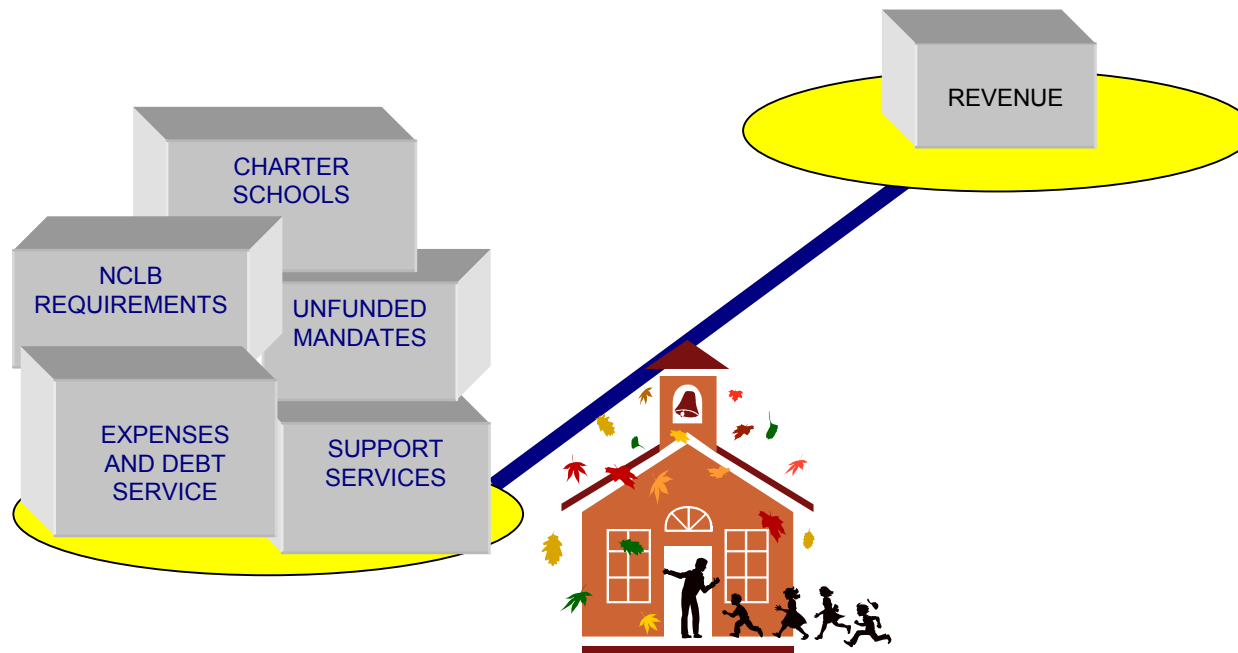 REVENUE
CHARTER
SCHOOLS
NCLB
REQUIREMENTS
UNFUNDED
MANDATES
EXPENSES
AND DEBT
SERVICE
SUPPORT
SERVICES